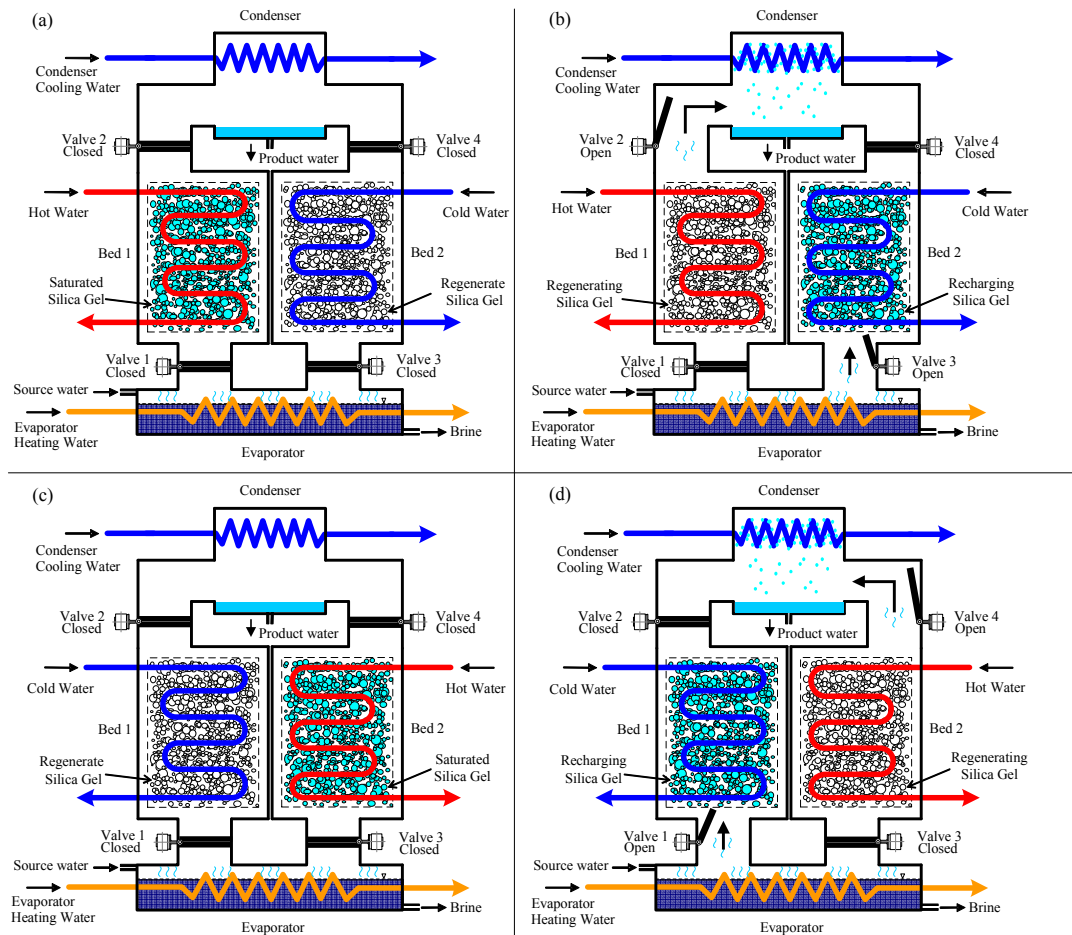 (a)
Condenser
Condenser
Cooling Water
Valve 2
Closed
Valve 4
Closed
Product water
Hot Water
Cold Water
Bed 1
Bed 2
Saturated
Silica Gel
Regenerate
Silica Gel
Valve 1
Closed
Valve 3
Closed
Source water
Evaporator
Heating Water
Brine
Evaporator
(b)
Condenser
Condenser
Cooling Water
Valve 2
Open
Valve 4
Closed
Product water
Hot Water
Cold Water
Bed 1
Bed 2
Regenerating
Silica Gel
Recharging
Silica Gel
Valve 1
Closed
Valve 3
Open
Source water
Evaporator
Heating Water
Brine
Evaporator
(c)
Condenser
Condenser
Cooling Water
Valve 2
Closed
Valve 4
Closed
Product water
Cold Water
Hot Water
Bed 1
Bed 2
Regenerate
Silica Gel
Saturated
Silica Gel
Valve 1
Closed
Valve 3
Closed
Source water
Evaporator
Heating Water
Brine
Evaporator
(d)
Condenser
Condenser
Cooling Water
Valve 2
Closed
Valve 4
Open
Product water
Cold Water
Hot Water
Bed 1
Bed 2
Recharging
Silica Gel
Regenerating
Silica Gel
Valve 1
Open
Valve 3
Closed
Source water
Evaporator
Heating Water
Brine
Evaporator